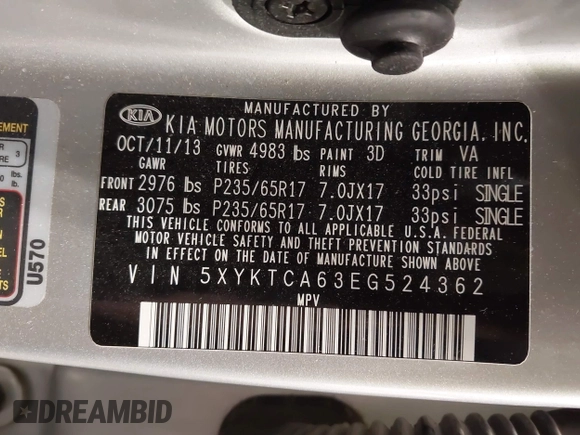 MANUFACTURED BY
KIA KIA MOTORS MANUFACTURING GEORGIA, INC.
OCT/11/13 GVWR 4983 lbs PAINT 3D TRIM VA
GAWR TIRES RIMS COLD TIRE INFL
FRONT 2976 lbs P235/65R17 7.0JX17 33psi SINGLE
REAR 3075 lbs P235/65R17 7.0JX17 33psi SINGLE
THIS VEHICLE CONFORMS TO ALL APPLICABLE U.S.A. FEDERAL
MOTOR VEHICLE SAFETY AND THEFT PREVENTION STANDARDS
IN EFFECT ON THE DATE OF MANUFACTURE SHOWN ABOVE.
VIN 5XYKTCA63EG524362
MPV
EMENT
3
lbs.
U570
DREAMBID